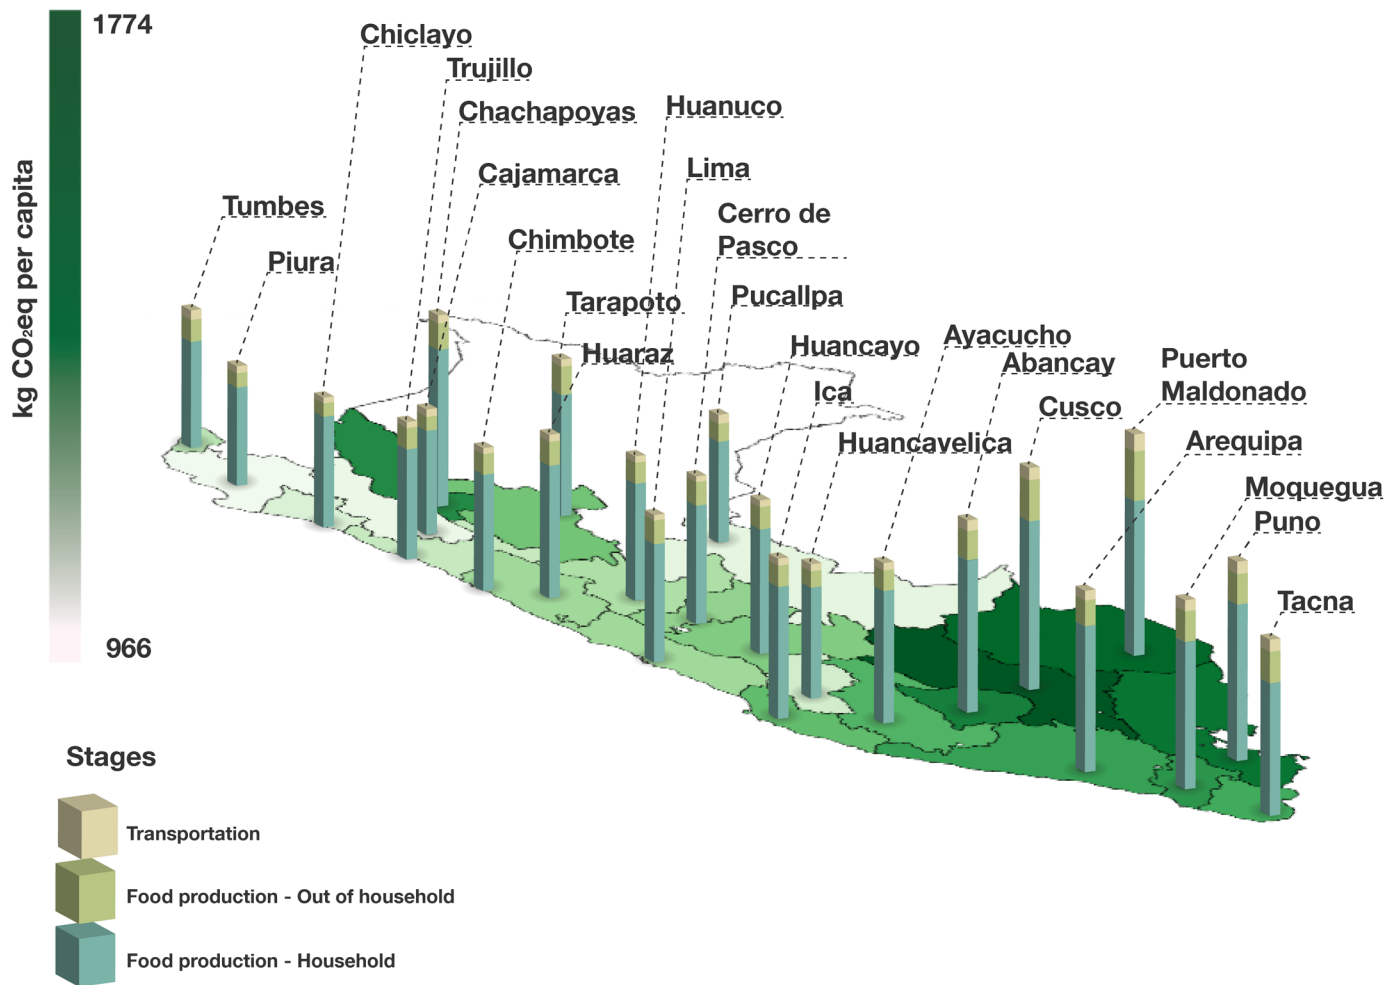 1774
kg CO₂eq per capita
966
Chiclayo
Trujillo
Chachapoyas
Huanuco
Cajamarca
Lima
Tumbes
Cerro de
Pasco
Chimbote
Piura
Tarapoto
Pucallpa
Huaraz
Huancayo
Ayacucho
Abancay
Puerto
Maldonado
Ica
Cusco
Huancavelica
Arequipa
Moquegua
Puno
Tacna
Stages
Transportation
Food production - Out of household
Food production - Household